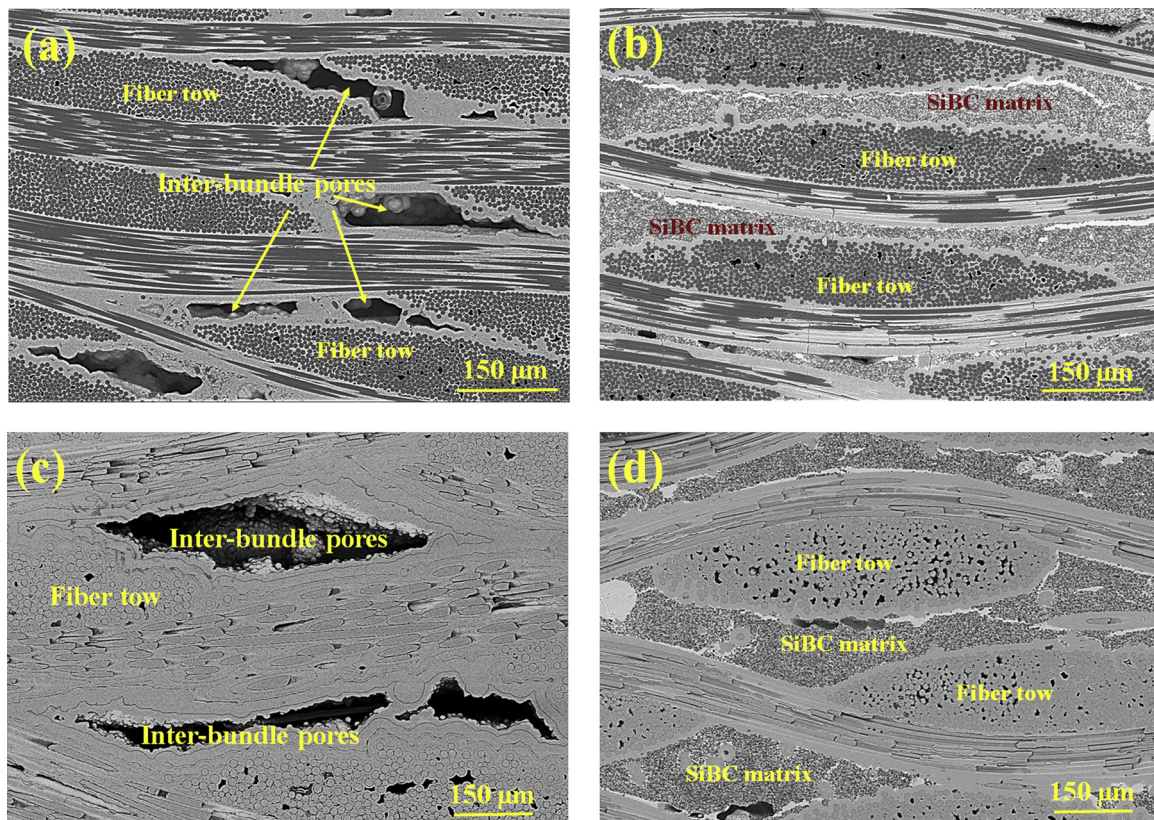 (a)
Fiber tow
Inter-bundle pores
Fiber tow
150 μm
(b)
SiBC matrix
Fiber tow
SiBC matrix
Fiber tow
150 μm
(c)
Inter-bundle pores
Fiber tow
Inter-bundle pores
150 μm
(d)
Fiber tow
SiBC matrix
Fiber tow
SiBC matrix
150 μm